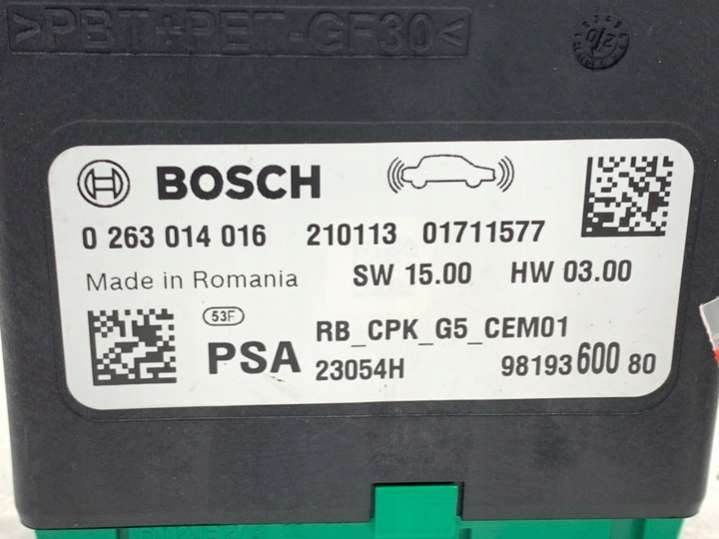 >PBT+PET-GF30<
BOSCH
0 263 014 016 210113 01711577
Made in Romania SW 15.00 HW 03.00
53F
PSA RB_CPK_G5_CEM01
23054H 98193600 80